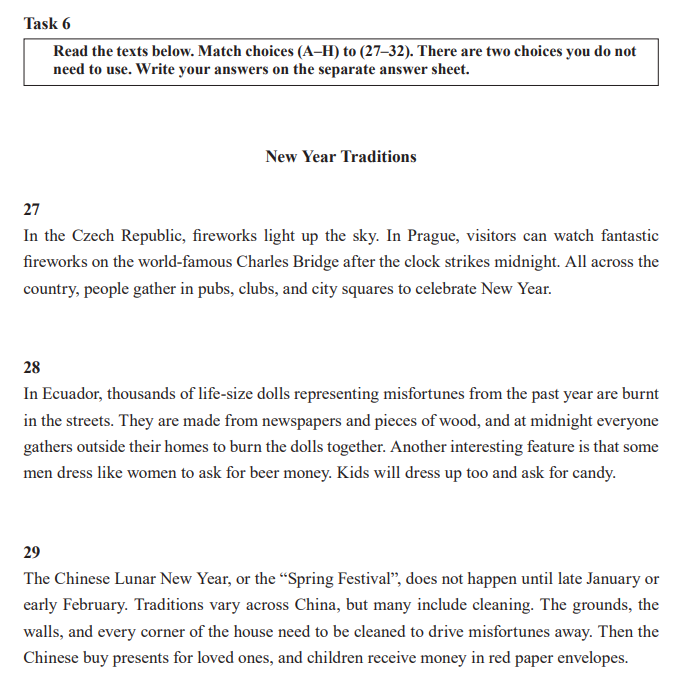 Task 6
Read the texts below. Match choices (A–H) to (27–32). There are two choices you do not
need to use. Write your answers on the separate answer sheet.
New Year Traditions
27
In the Czech Republic, fireworks light up the sky. In Prague, visitors can watch fantastic
fireworks on the world-famous Charles Bridge after the clock strikes midnight. All across the
country, people gather in pubs, clubs, and city squares to celebrate New Year.
28
In Ecuador, thousands of life-size dolls representing misfortunes from the past year are burnt
in the streets. They are made from newspapers and pieces of wood, and at midnight everyone
gathers outside their homes to burn the dolls together. Another interesting feature is that some
men dress like women to ask for beer money. Kids will dress up too and ask for candy.
29
The Chinese Lunar New Year, or the “Spring Festival”, does not happen until late January or
early February. Traditions vary across China, but many include cleaning. The grounds, the
walls, and every corner of the house need to be cleaned to drive misfortunes away. Then the
Chinese buy presents for loved ones, and children receive money in red paper envelopes.